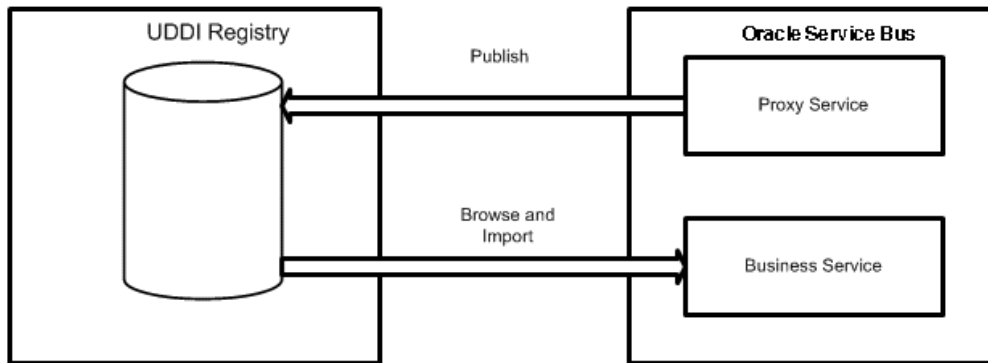 UDDI Registry
Publish
Browse and
Import
Oracle Service Bus
Proxy Service
Business Service